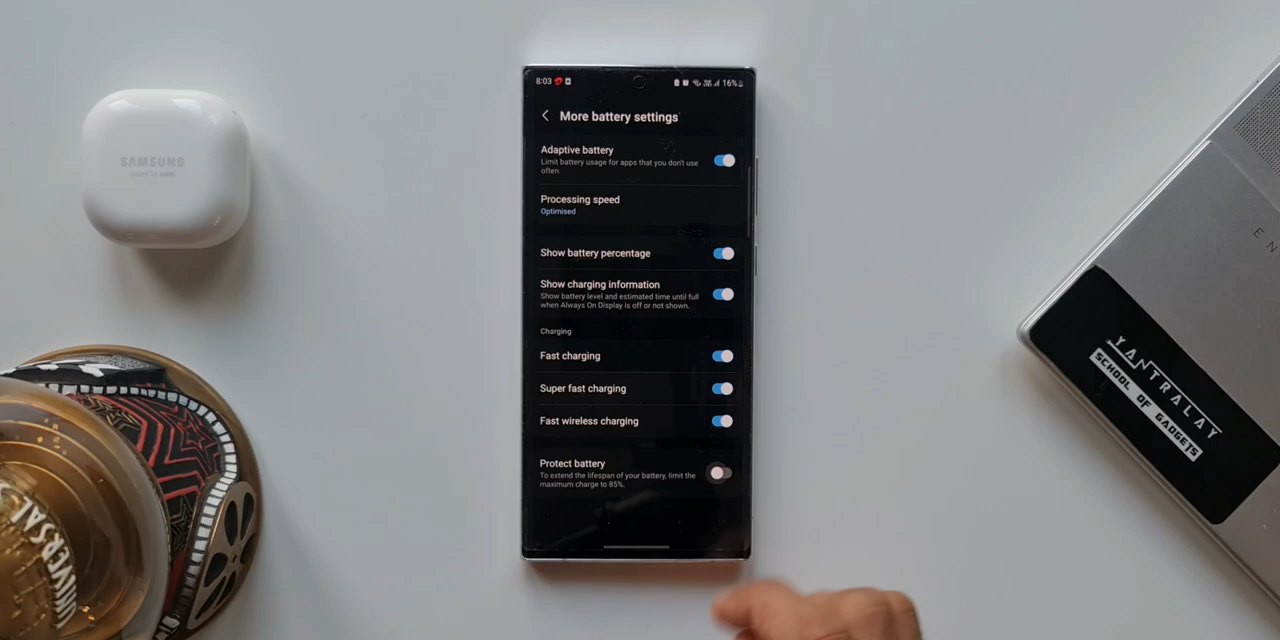 SAMSUNG
8:03
16%
More battery settings
Adaptive battery
Limit battery usage for apps that you don't use
often.
Processing speed
Optimised
Show battery percentage
Show charging information
Show battery level and estimated time until full
when Always On Display is off or not shown.
Charging
Fast charging
Super fast charging
Fast wireless charging
Protect battery
To extend the lifespan of your battery, limit the
maximum charge to 85%.
YANTRALAY
SCHOOL OF GADGETS
UNIVERSAL